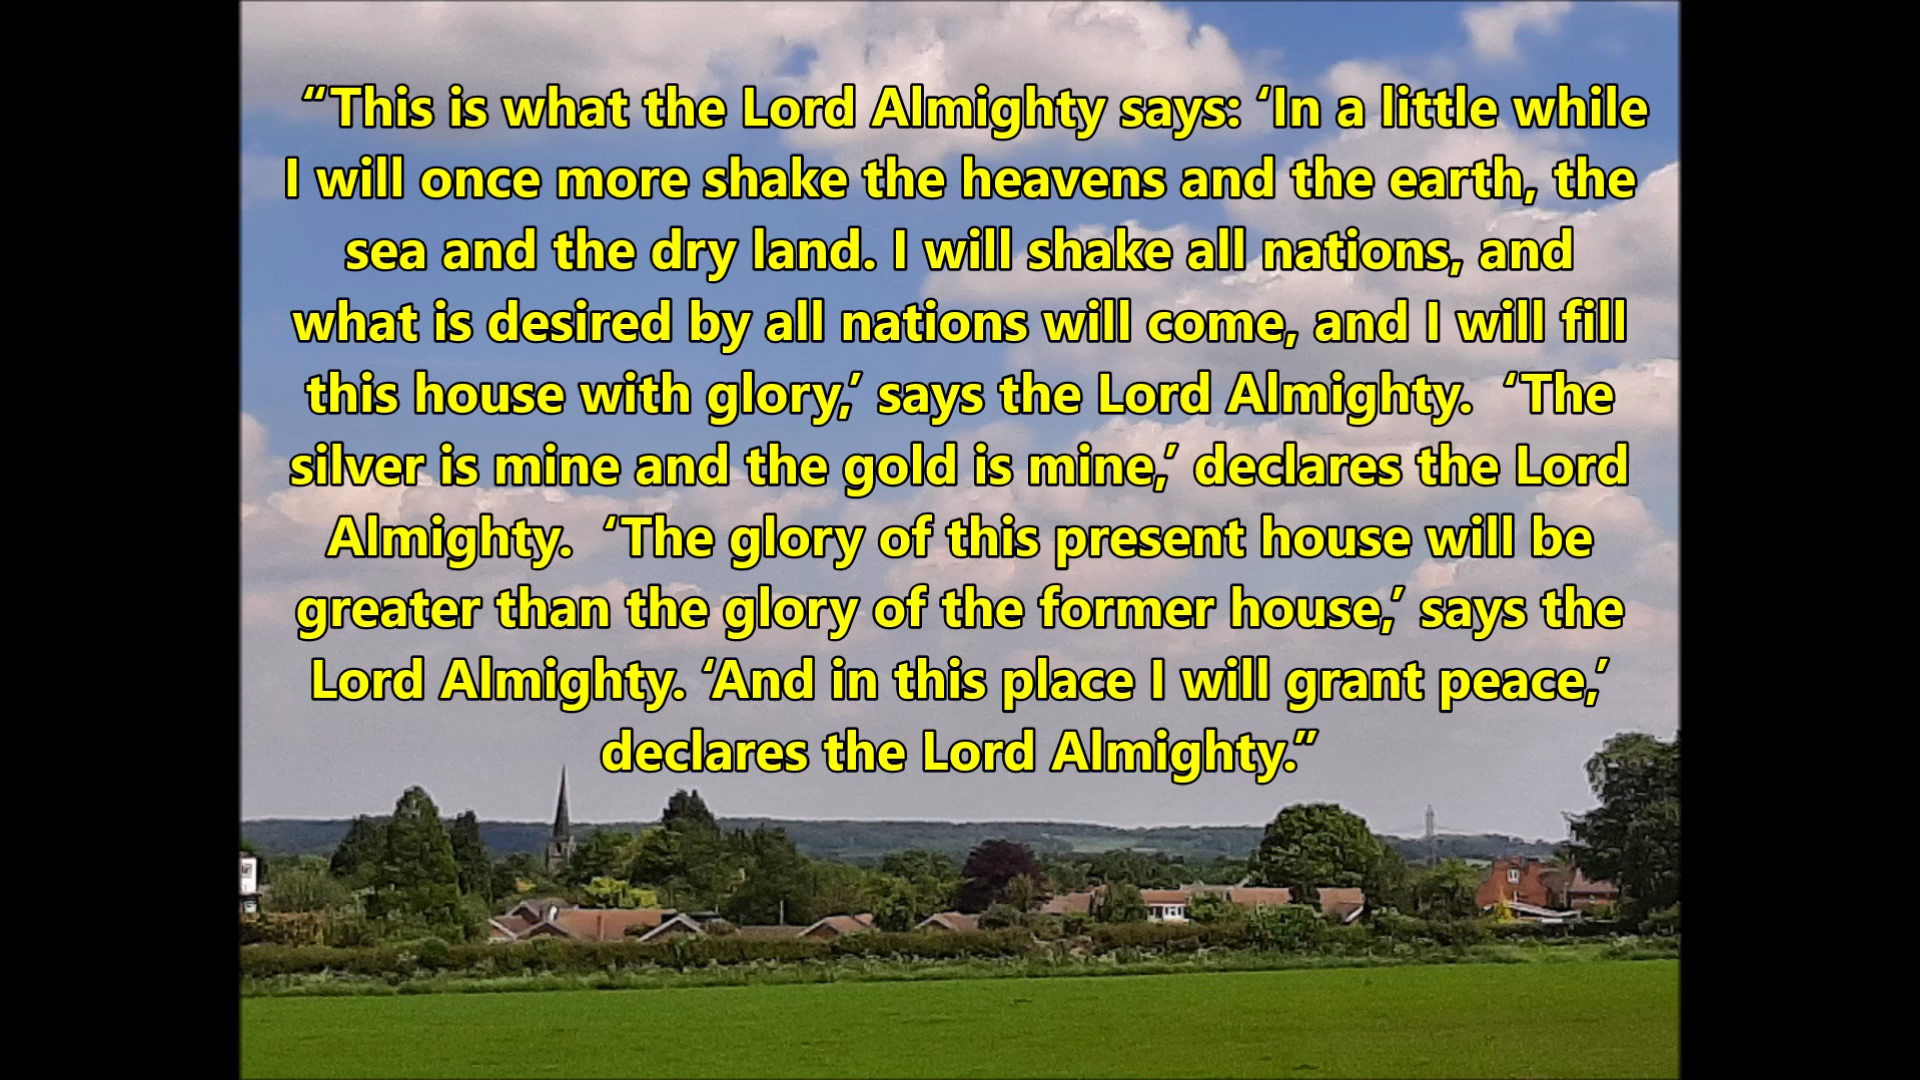 “This is what the Lord Almighty says: ‘In a little while
I will once more shake the heavens and the earth, the
sea and the dry land. I will shake all nations, and
what is desired by all nations will come, and I will fill
this house with glory,’ says the Lord Almighty.  ‘The
silver is mine and the gold is mine,’ declares the Lord
Almighty.  ‘The glory of this present house will be
greater than the glory of the former house,’ says the
Lord Almighty. ‘And in this place I will grant peace,’
declares the Lord Almighty.”